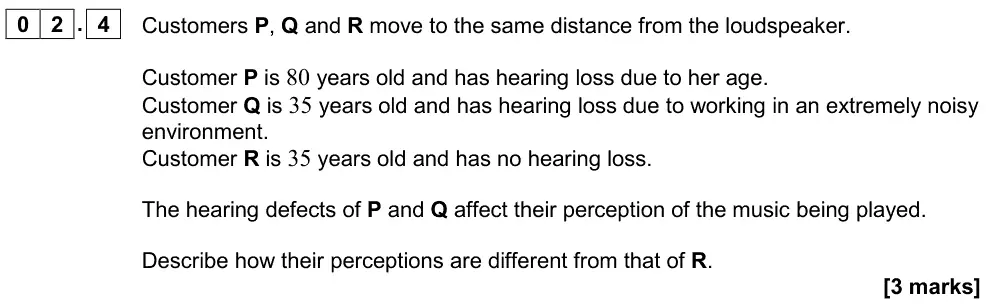 0 2 . 4 Customers P, Q and R move to the same distance from the loudspeaker.
Customer P is 80 years old and has hearing loss due to her age.
Customer Q is 35 years old and has hearing loss due to working in an extremely noisy
environment.
Customer R is 35 years old and has no hearing loss.
The hearing defects of P and Q affect their perception of the music being played.
Describe how their perceptions are different from that of R.
[3 marks]